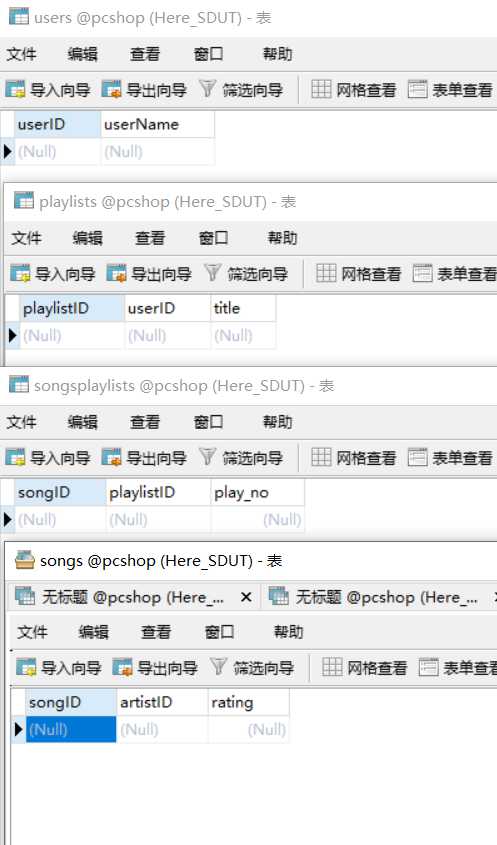 users @pcshop (Here_SDUT) - 表
文件 编辑 查看 窗口 帮助
导入向导 导出向导 筛选向导 网格查看 表单查看
userID userName
(Null) (Null)
playlists @pcshop (Here_SDUT) - 表
文件 编辑 查看 窗口 帮助
导入向导 导出向导 筛选向导 网格查看 表单查看
playlistID userID title
(Null) (Null) (Null)
songsplaylists @pcshop (Here_SDUT) - 表
文件 编辑 查看 窗口 帮助
导入向导 导出向导 筛选向导 网格查看 表单查看
songID playlistID play_no
(Null) (Null) (Null)
songs @pcshop (Here_SDUT) - 表
无标题 @pcshop (Here_... 无标题 @pcshop (Here_...
文件 编辑 查看 窗口 帮助
导入向导 导出向导 筛选向导 网格查看 表单查看
songID artistID rating
(Null) (Null) (Null)